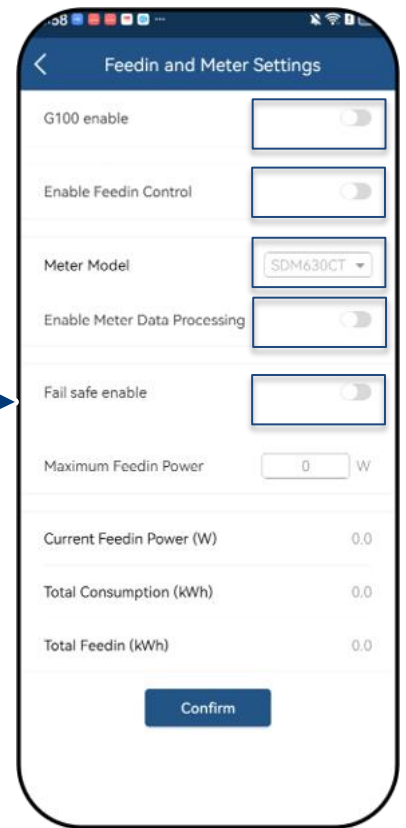 :58 ...
Feedin and Meter Settings
G100 enable
Enable Feedin Control
Meter Model SDM630CT
Enable Meter Data Processing
Fail safe enable
Maximum Feedin Power 0 W
Current Feedin Power (W) 0.0
Total Consumption (kWh) 0.0
Total Feedin (kWh) 0.0
Confirm